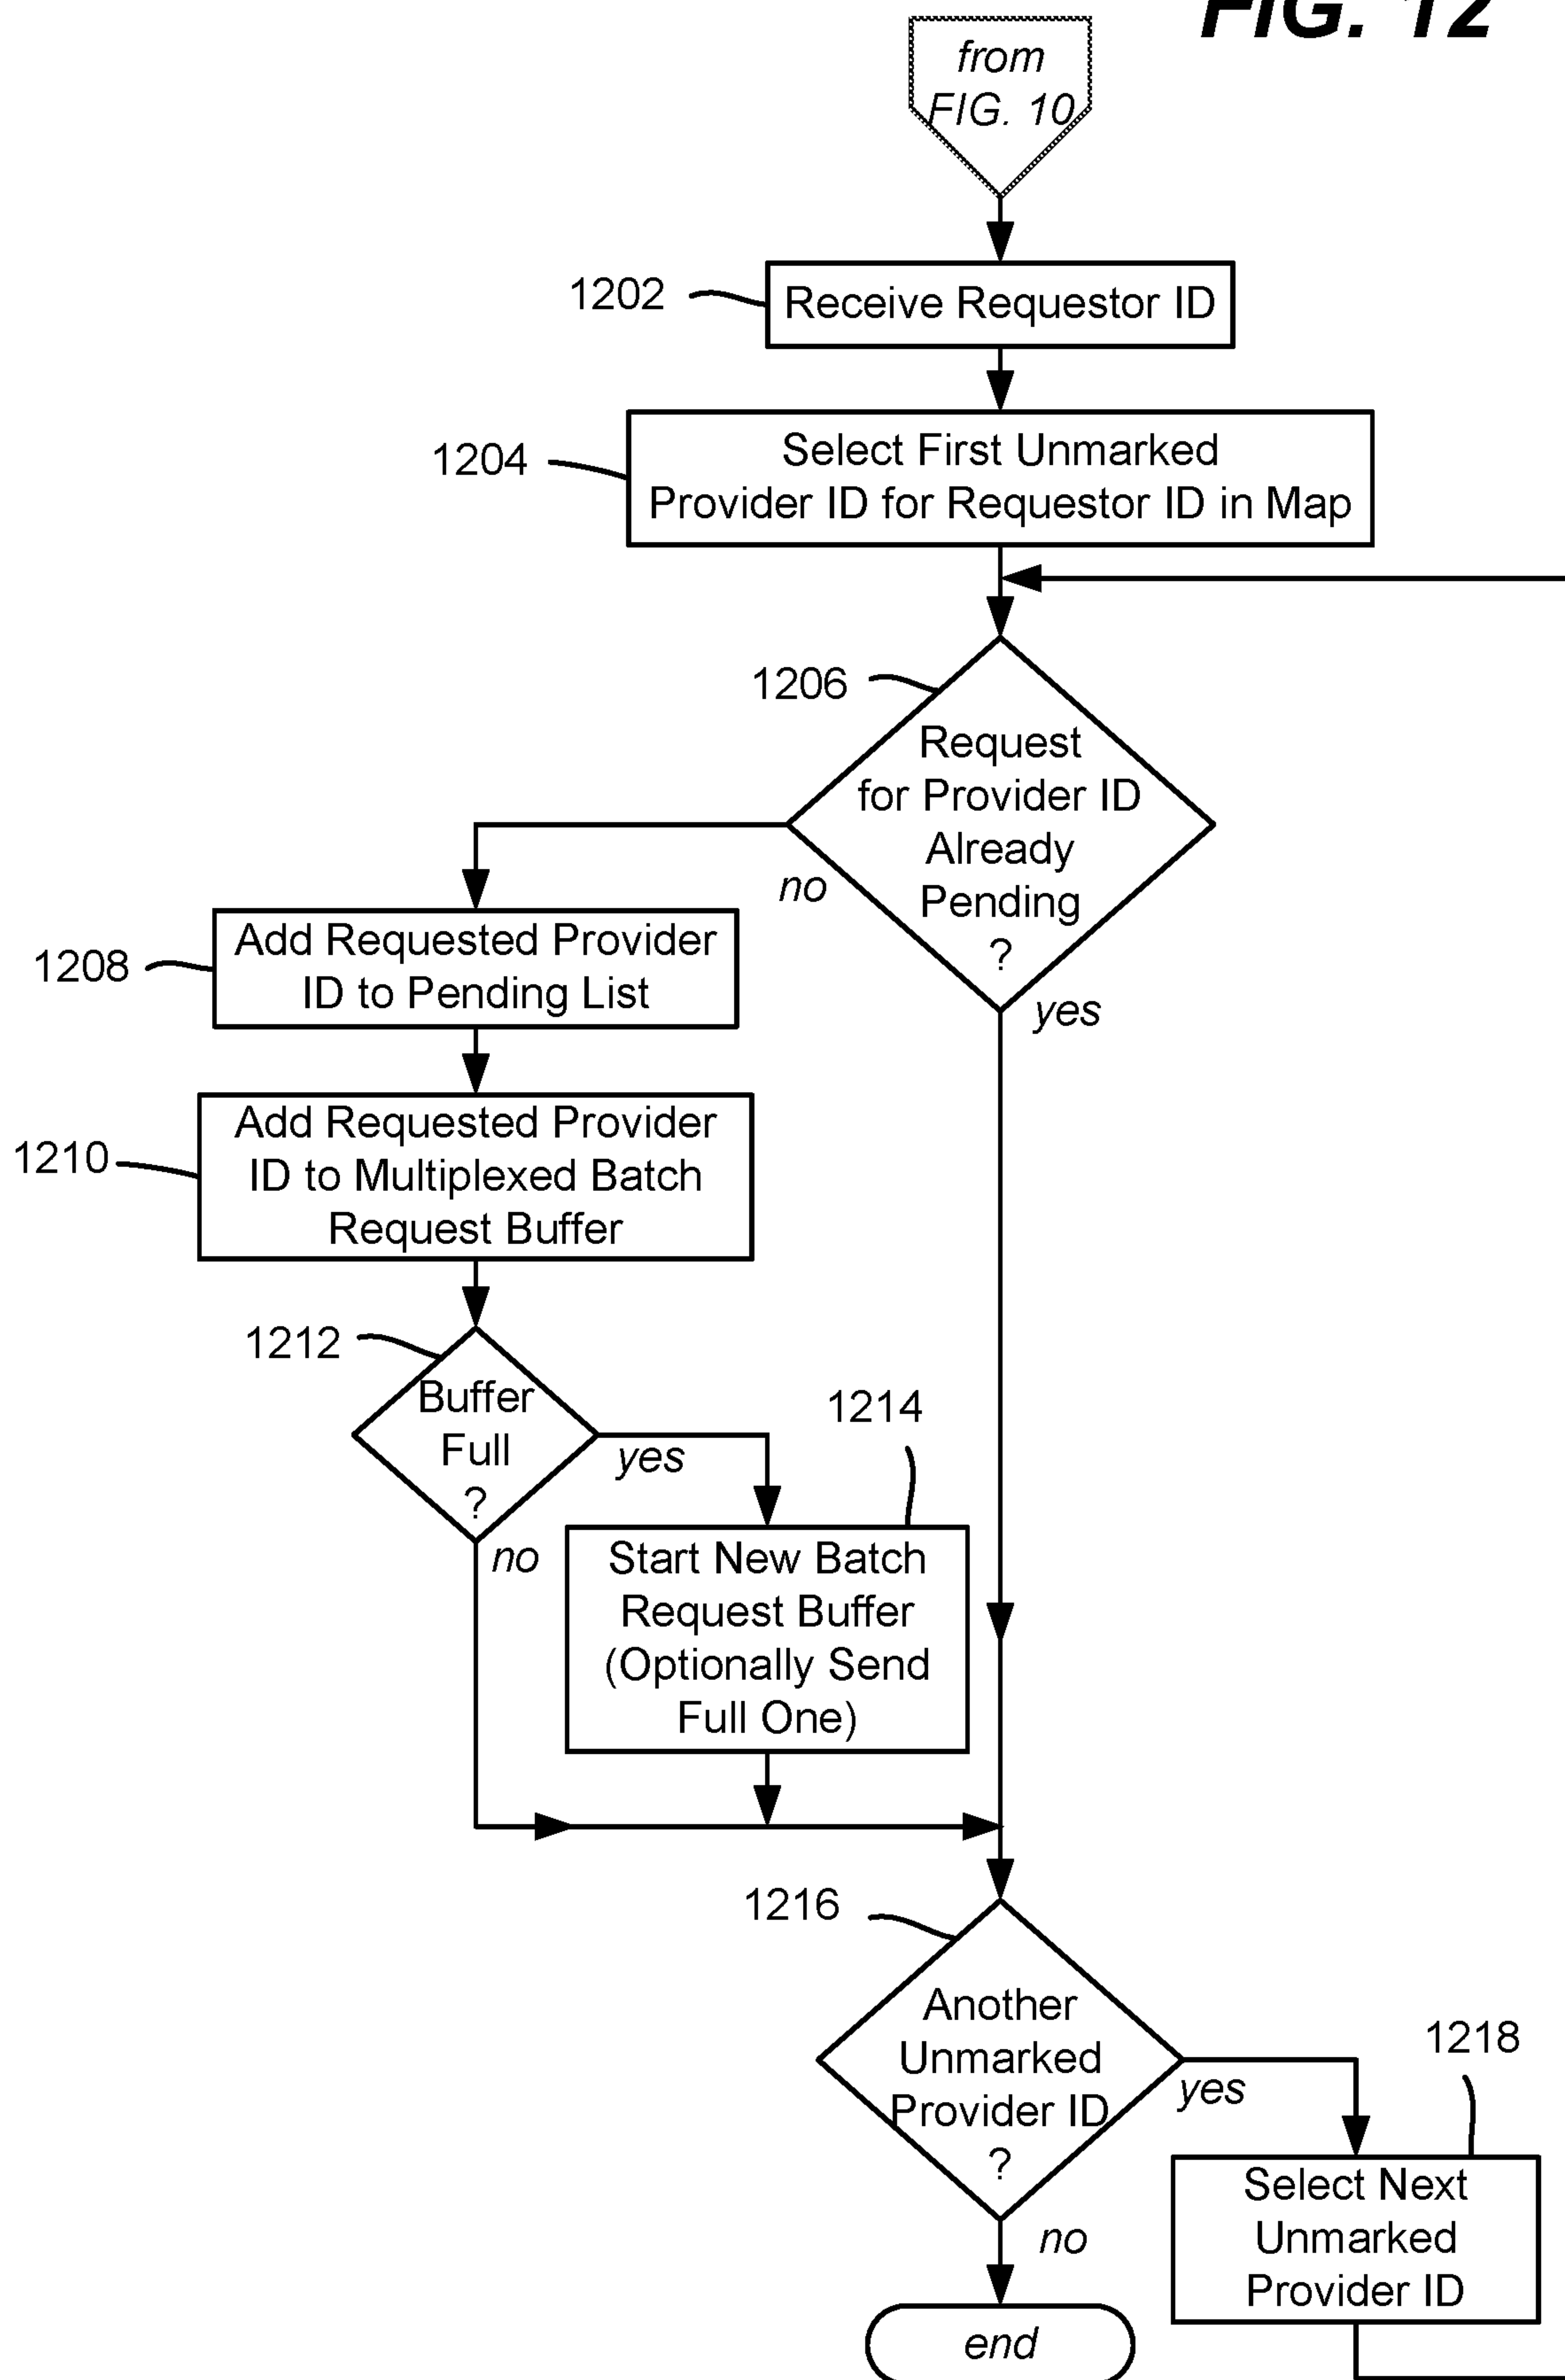 FIG. 12
from
FIG. 10
1202
Receive Requestor ID
1204
Select First Unmarked
Provider ID for Requestor ID in Map
1206
Request
for Provider ID
Already
Pending
?
no
yes
1208
Add Requested Provider
ID to Pending List
1210
Add Requested Provider
ID to Multiplexed Batch
Request Buffer
1212
Buffer
Full
?
yes
no
1214
Start New Batch
Request Buffer
(Optionally Send
Full One)
1216
Another
Unmarked
Provider ID
?
yes
no
1218
Select Next
Unmarked
Provider ID
end